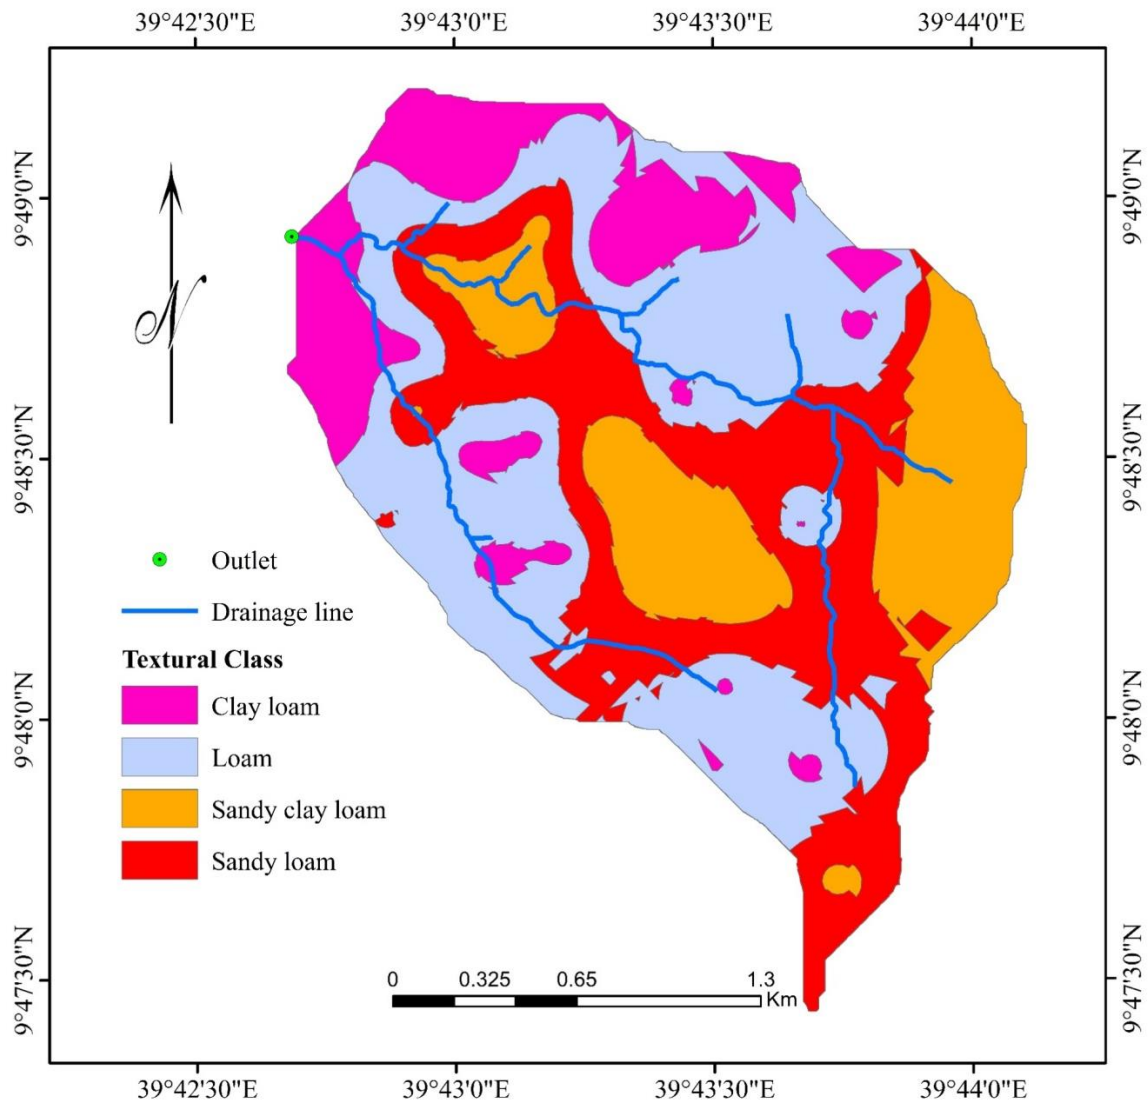 39°42'30"E 39°43'0"E 39°43'30"E 39°44'0"E
9°49'0"N 9°49'0"N
N
9°48'30"N 9°48'30"N
Outlet
Drainage line
Textural Class
Clay loam
9°48'0"N 9°48'0"N
Loam
Sandy clay loam
Sandy loam
9°47'30"N 9°47'30"N
0 0.325 0.65 1.3
Km
39°42'30"E 39°43'0"E 39°43'30"E 39°44'0"E